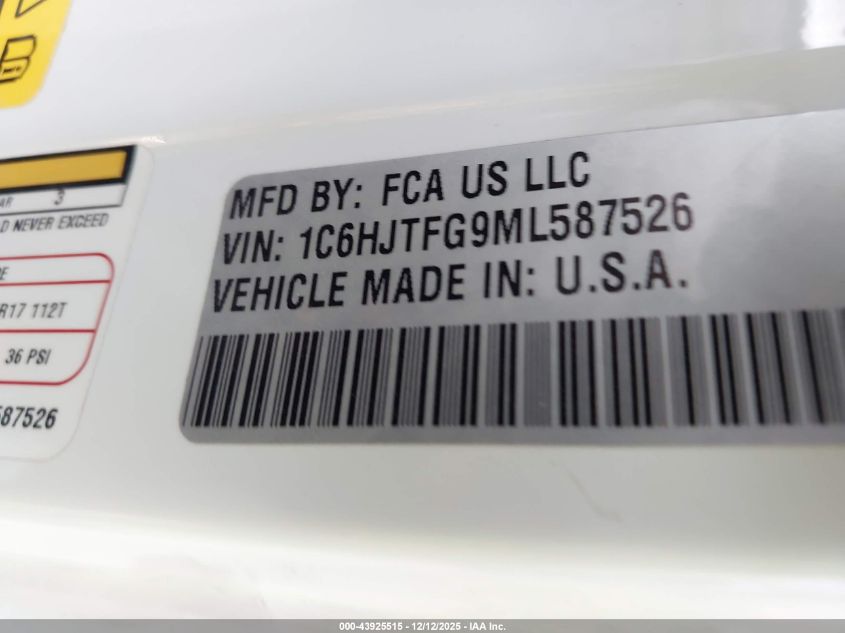 MFD BY: FCA US LLC
VIN: 1C6HJTFG9ML587526
VEHICLE MADE IN: U.S.A.
3
NEVER EXCEED
R17 112T
36 PSI
587526
000-43925515 - 12/12/2025 - IAA Inc.